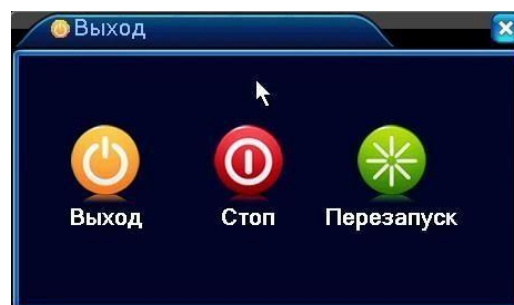 Выход
Выход Стоп Перезапуск